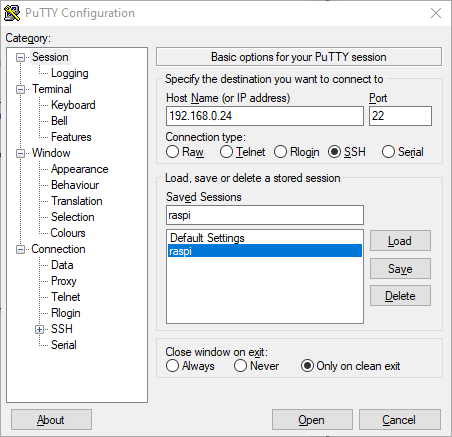 PuTTY Configuration
Category:
Session
Logging
Terminal
Keyboard
Bell
Features
Window
Appearance
Behaviour
Translation
Selection
Colours
Connection
Data
Proxy
Telnet
Rlogin
SSH
Serial
Basic options for your PuTTY session
Specify the destination you want to connect to
Host Name (or IP address) Port
192.168.0.24 22
Connection type:
Raw Telnet Rlogin SSH Serial
Load, save or delete a stored session
Saved Sessions
raspi
Default Settings
raspi
Load
Save
Delete
Close window on exit:
Always Never Only on clean exit
About Open Cancel